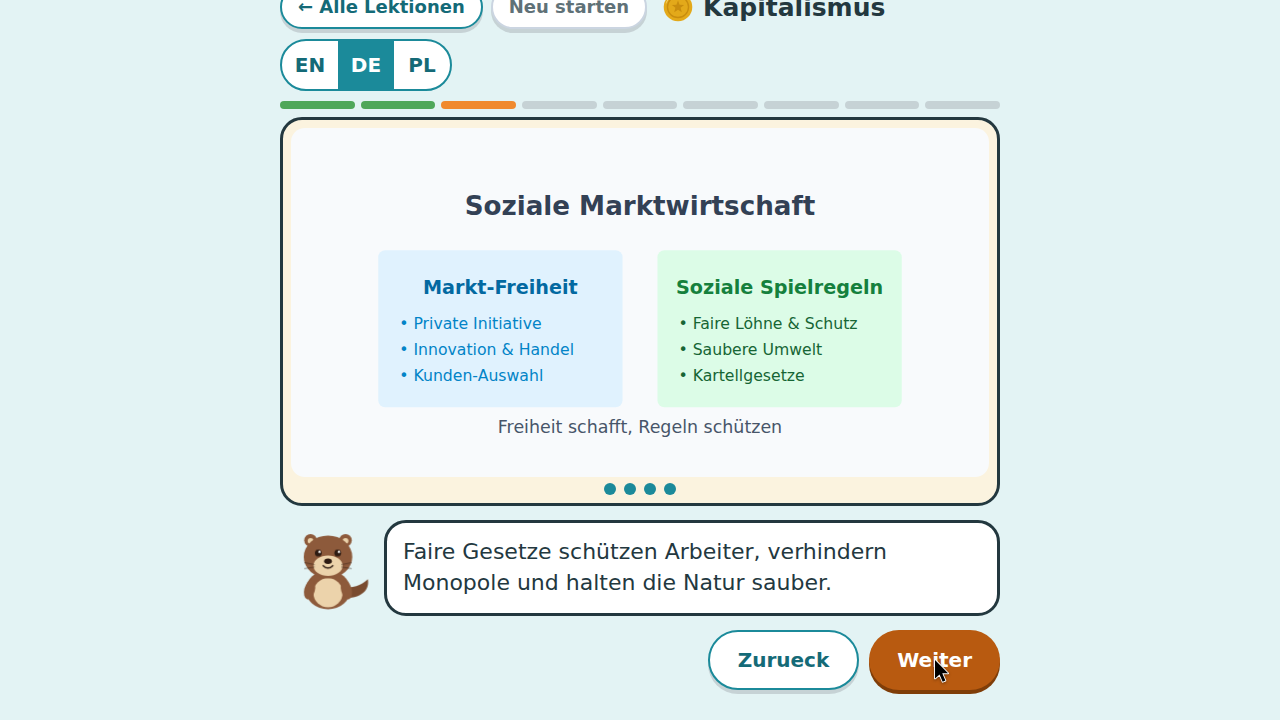 ← Alle Lektionen
Neu starten
Kapitalismus
EN DE PL
Soziale Marktwirtschaft
Markt-Freiheit
• Private Initiative
• Innovation & Handel
• Kunden-Auswahl
Soziale Spielregeln
• Faire Löhne & Schutz
• Saubere Umwelt
• Kartellgesetze
Freiheit schafft, Regeln schützen
Faire Gesetze schützen Arbeiter, verhindern
Monopole und halten die Natur sauber.
Zurueck
Weiter